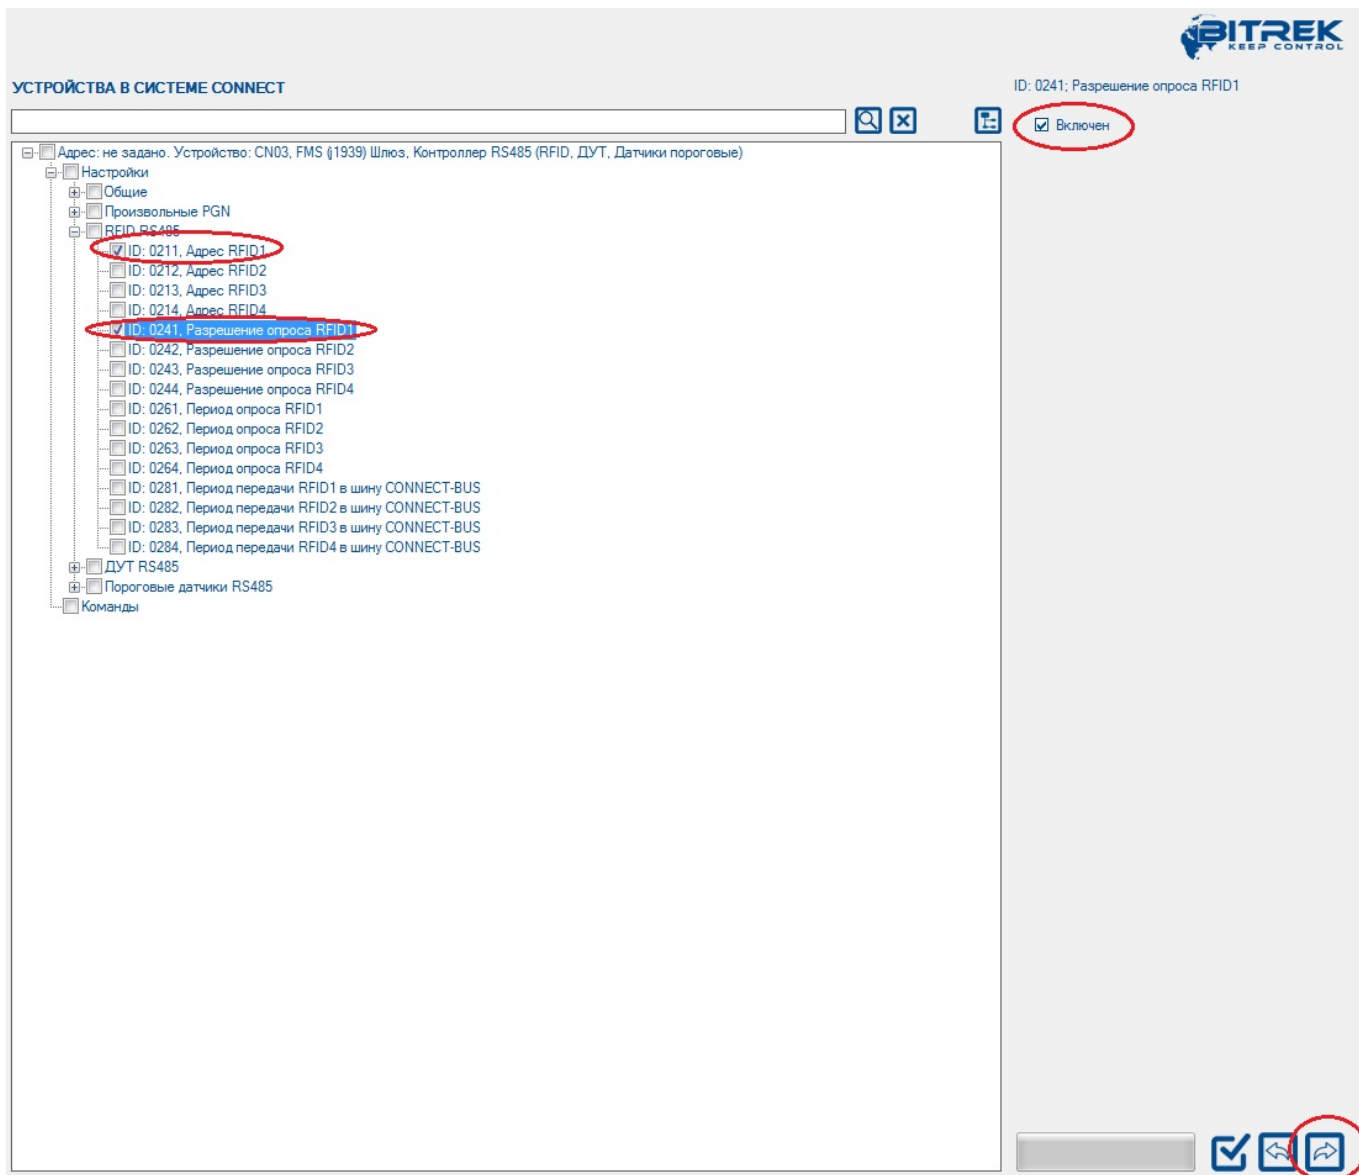 BITREK
KEEP CONTROL
УСТРОЙСТВА В СИСТЕМЕ CONNECT
ID: 0241; Разрешение опроса RFID1
Включен
Адрес: не задано. Устройство: CN03, FMS (j1939) Шлюз, Контроллер RS485 (RFID, ДУТ, Датчики пороговые)
Настройки
Общие
Произвольные PGN
RFID RS485
ID: 0211, Адрес RFID1
ID: 0212, Адрес RFID2
ID: 0213, Адрес RFID3
ID: 0214, Адрес RFID4
ID: 0241, Разрешение опроса RFID1
ID: 0242, Разрешение опроса RFID2
ID: 0243, Разрешение опроса RFID3
ID: 0244, Разрешение опроса RFID4
ID: 0261, Период опроса RFID1
ID: 0262, Период опроса RFID2
ID: 0263, Период опроса RFID3
ID: 0264, Период опроса RFID4
ID: 0281, Период передачи RFID1 в шину CONNECT-BUS
ID: 0282, Период передачи RFID2 в шину CONNECT-BUS
ID: 0283, Период передачи RFID3 в шину CONNECT-BUS
ID: 0284, Период передачи RFID4 в шину CONNECT-BUS
ДУТ RS485
Пороговые датчики RS485
Команды